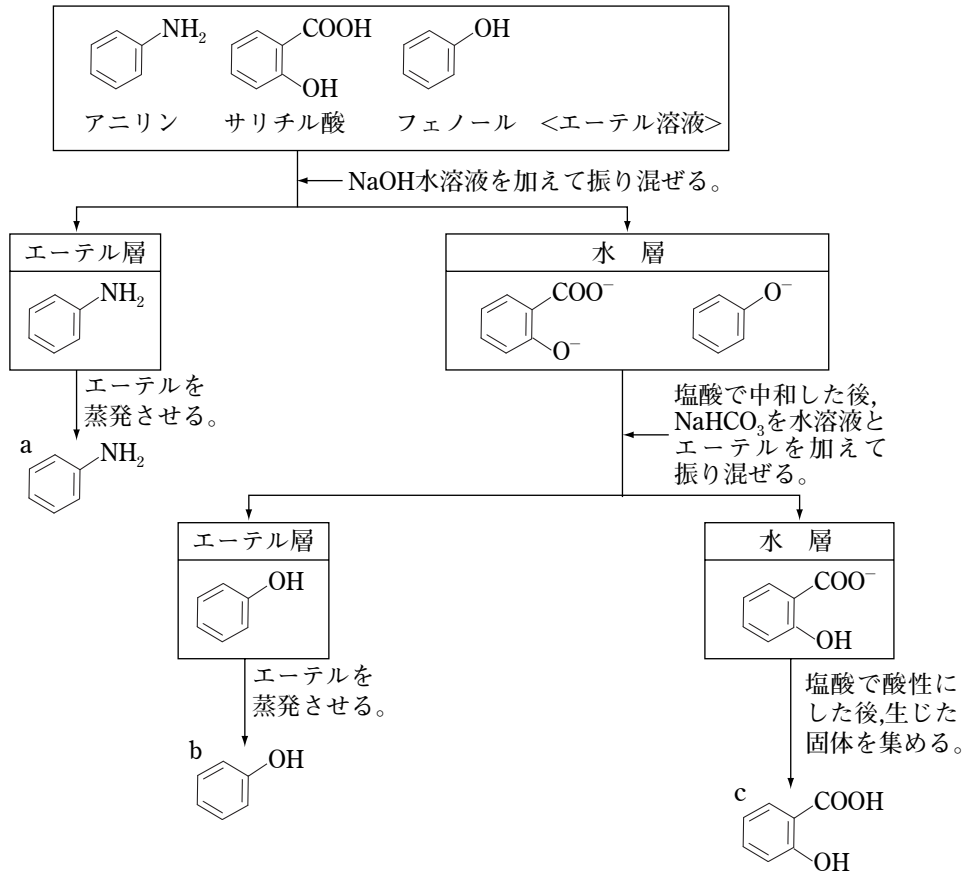 NH₂
COOH
OH
OH
アニリン サリチル酸 フェノール <エーテル溶液>
NaOH水溶液を加えて振り混ぜる。
エーテル層
NH₂
水 層
COO⁻
O⁻
O⁻
エーテルを
蒸発させる。
a
NH₂
塩酸で中和した後,
NaHCO₃を水溶液と
エーテルを加えて
振り混ぜる。
エーテル層
OH
水 層
COO⁻
OH
エーテルを
蒸発させる。
b
OH
塩酸で酸性に
した後,生じた
固体を集める。
c
COOH
OH